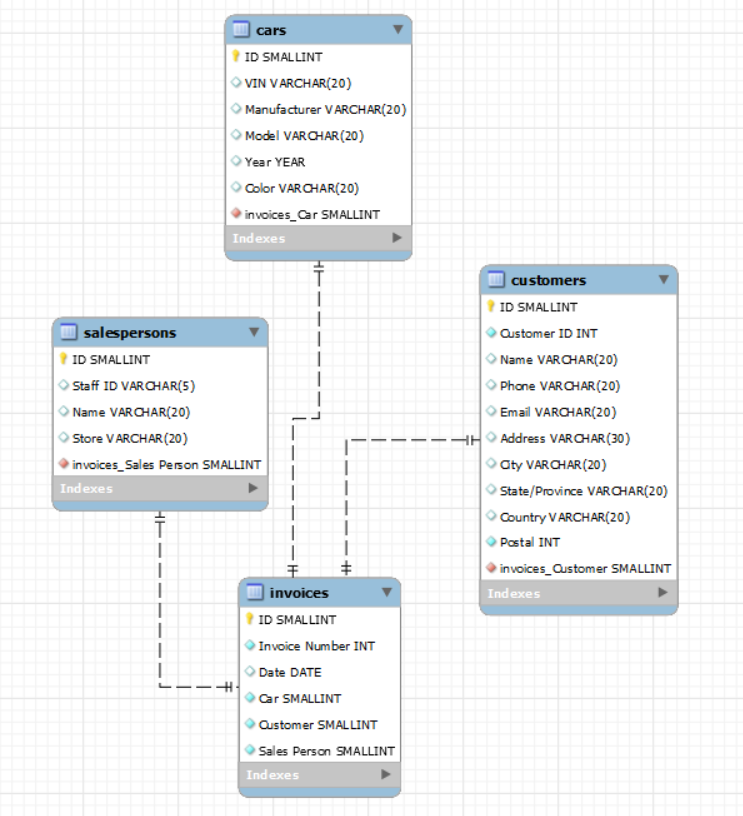 cars
ID SMALLINT
VIN VARCHAR(20)
Manufacturer VARCHAR(20)
Model VARCHAR(20)
Year YEAR
Color VARCHAR(20)
invoices_Car SMALLINT
Indexes
customers
ID SMALLINT
Customer ID INT
Name VARCHAR(20)
Phone VARCHAR(20)
Email VARCHAR(20)
Address VARCHAR(30)
City VARCHAR(20)
State/Province VARCHAR(20)
Country VARCHAR(20)
Postal INT
invoices_Customer SMALLINT
Indexes
salespersons
ID SMALLINT
Staff ID VARCHAR(5)
Name VARCHAR(20)
Store VARCHAR(20)
invoices_Sales Person SMALLINT
Indexes
invoices
ID SMALLINT
Invoice Number INT
Date DATE
Car SMALLINT
Customer SMALLINT
Sales Person SMALLINT
Indexes